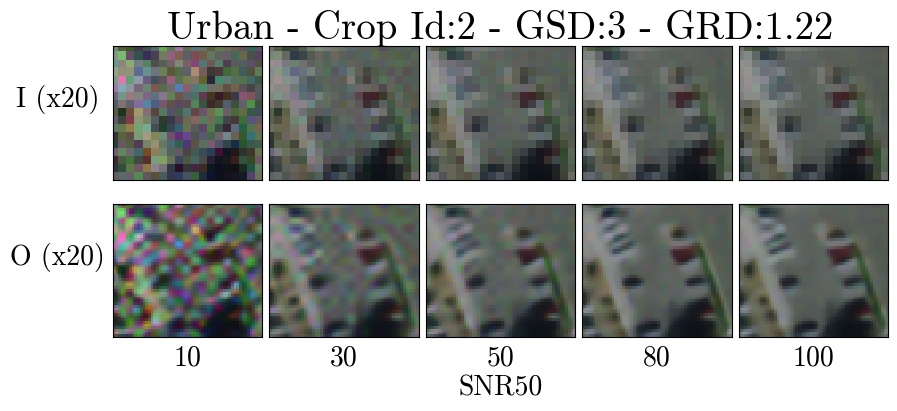 Urban - Crop Id:2 - GSD:3 - GRD:1.22
I (x20)
O (x20)
10 30 50 80 100
SNR50